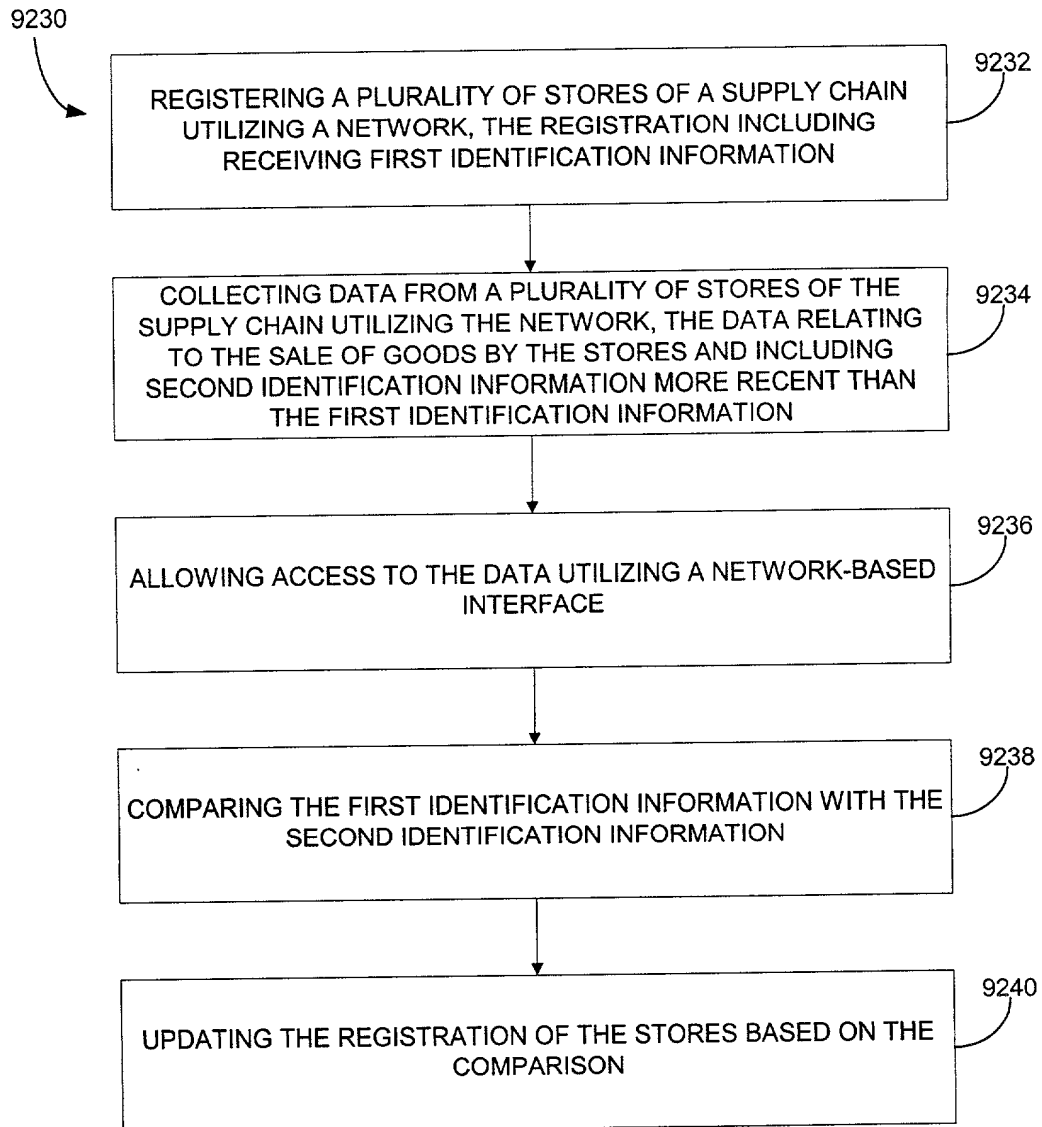 9230
9232
REGISTERING A PLURALITY OF STORES OF A SUPPLY CHAIN
UTILIZING A NETWORK, THE REGISTRATION INCLUDING
RECEIVING FIRST IDENTIFICATION INFORMATION
9234
COLLECTING DATA FROM A PLURALITY OF STORES OF THE
SUPPLY CHAIN UTILIZING THE NETWORK, THE DATA RELATING
TO THE SALE OF GOODS BY THE STORES AND INCLUDING
SECOND IDENTIFICATION INFORMATION MORE RECENT THAN
THE FIRST IDENTIFICATION INFORMATION
9236
ALLOWING ACCESS TO THE DATA UTILIZING A NETWORK-BASED
INTERFACE
9238
COMPARING THE FIRST IDENTIFICATION INFORMATION WITH THE
SECOND IDENTIFICATION INFORMATION
9240
UPDATING THE REGISTRATION OF THE STORES BASED ON THE
COMPARISON